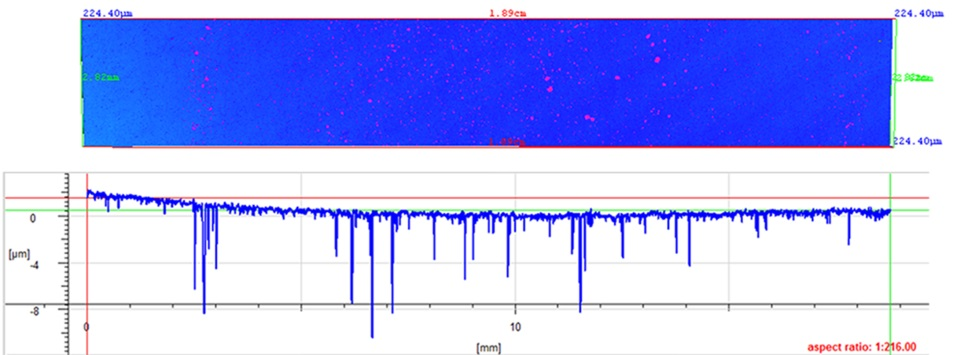 224.40µm 1.89cm 224.40µm
2.82mm
224.40µm
0
[µm]
-4
-8
0 10
[mm]
aspect ratio: 1:216.00